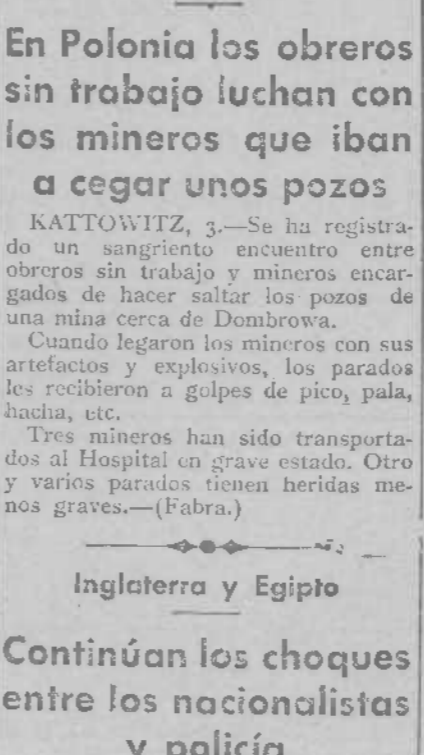 En Polonia los obreros
sin trabajo luchan con
los mineros que iban
a cegar unos pozos
KATTOWITZ, 3.—Se ha registra-
do un sangriento encuentro entre
obreros sin trabajo y mineros encar-
gados de hacer saltar los pozos de
una mina cerca de Dombrowa.
Cuando legaron los mineros con sus
artefactos y explosivos, los parados
les recibieron a golpes de pico, pala,
hacha, etc.
Tres mineros han sido transporta-
dos al Hospital en grave estado. Otro
y varios parados tienen heridas me-
nos graves.—(Fabra.)
Inglaterra y Egipto
Continúan los choques
entre los nacionalistas
y policía